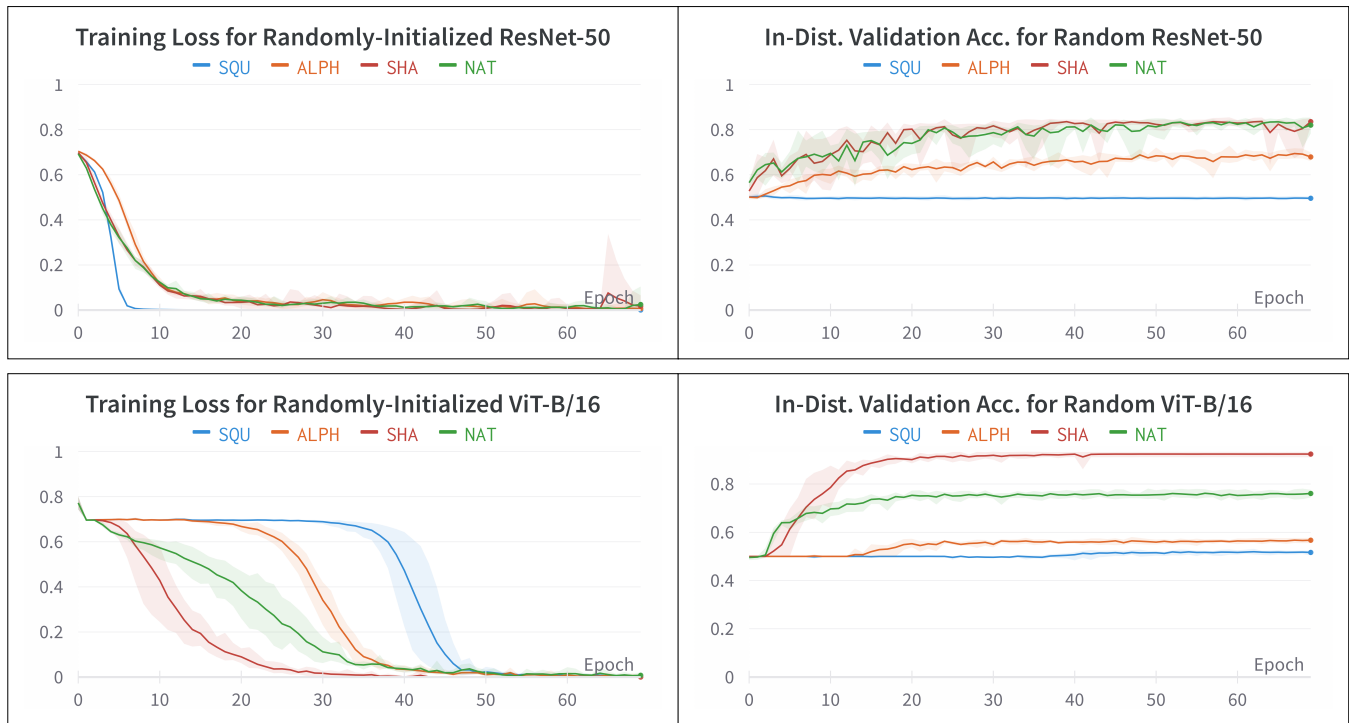 Training Loss for Randomly-Initialized ResNet-50
SQU ALPH SHA NAT
1
0.8
0.6
0.4
0.2
0
Epoch
0 10 20 30 40 50 60
In-Dist. Validation Acc. for Random ResNet-50
SQU ALPH SHA NAT
1
0.8
0.6
0.4
0.2
0
Epoch
0 10 20 30 40 50 60
Training Loss for Randomly-Initialized ViT-B/16
SQU ALPH SHA NAT
1
0.8
0.6
0.4
0.2
0
Epoch
0 10 20 30 40 50 60
In-Dist. Validation Acc. for Random ViT-B/16
SQU ALPH SHA NAT
0.8
0.6
0.4
0.2
0
Epoch
0 10 20 30 40 50 60